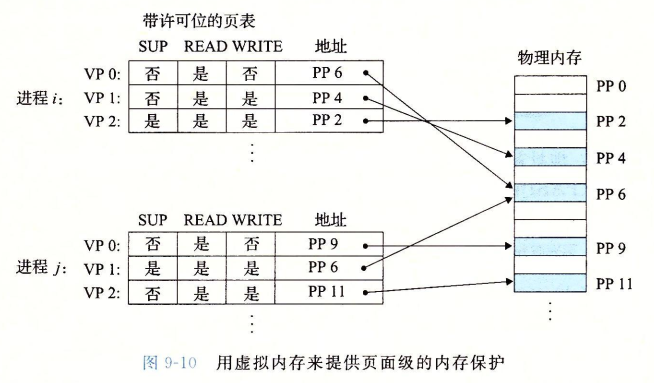 带许可位的页表
SUP READ WRITE 地址
物理内存
VP 0: 否 是 否 PP 6
进程 i: VP 1: 否 是 是 PP 4
VP 2: 是 是 是 PP 2
⋮
PP 0
PP 2
PP 4
PP 6
PP 9
PP 11
⋮
SUP READ WRITE 地址
VP 0: 否 是 否 PP 9
进程 j: VP 1: 是 是 是 PP 6
VP 2: 否 是 是 PP 11
⋮
图 9-10 用虚拟内存来提供页面级的内存保护